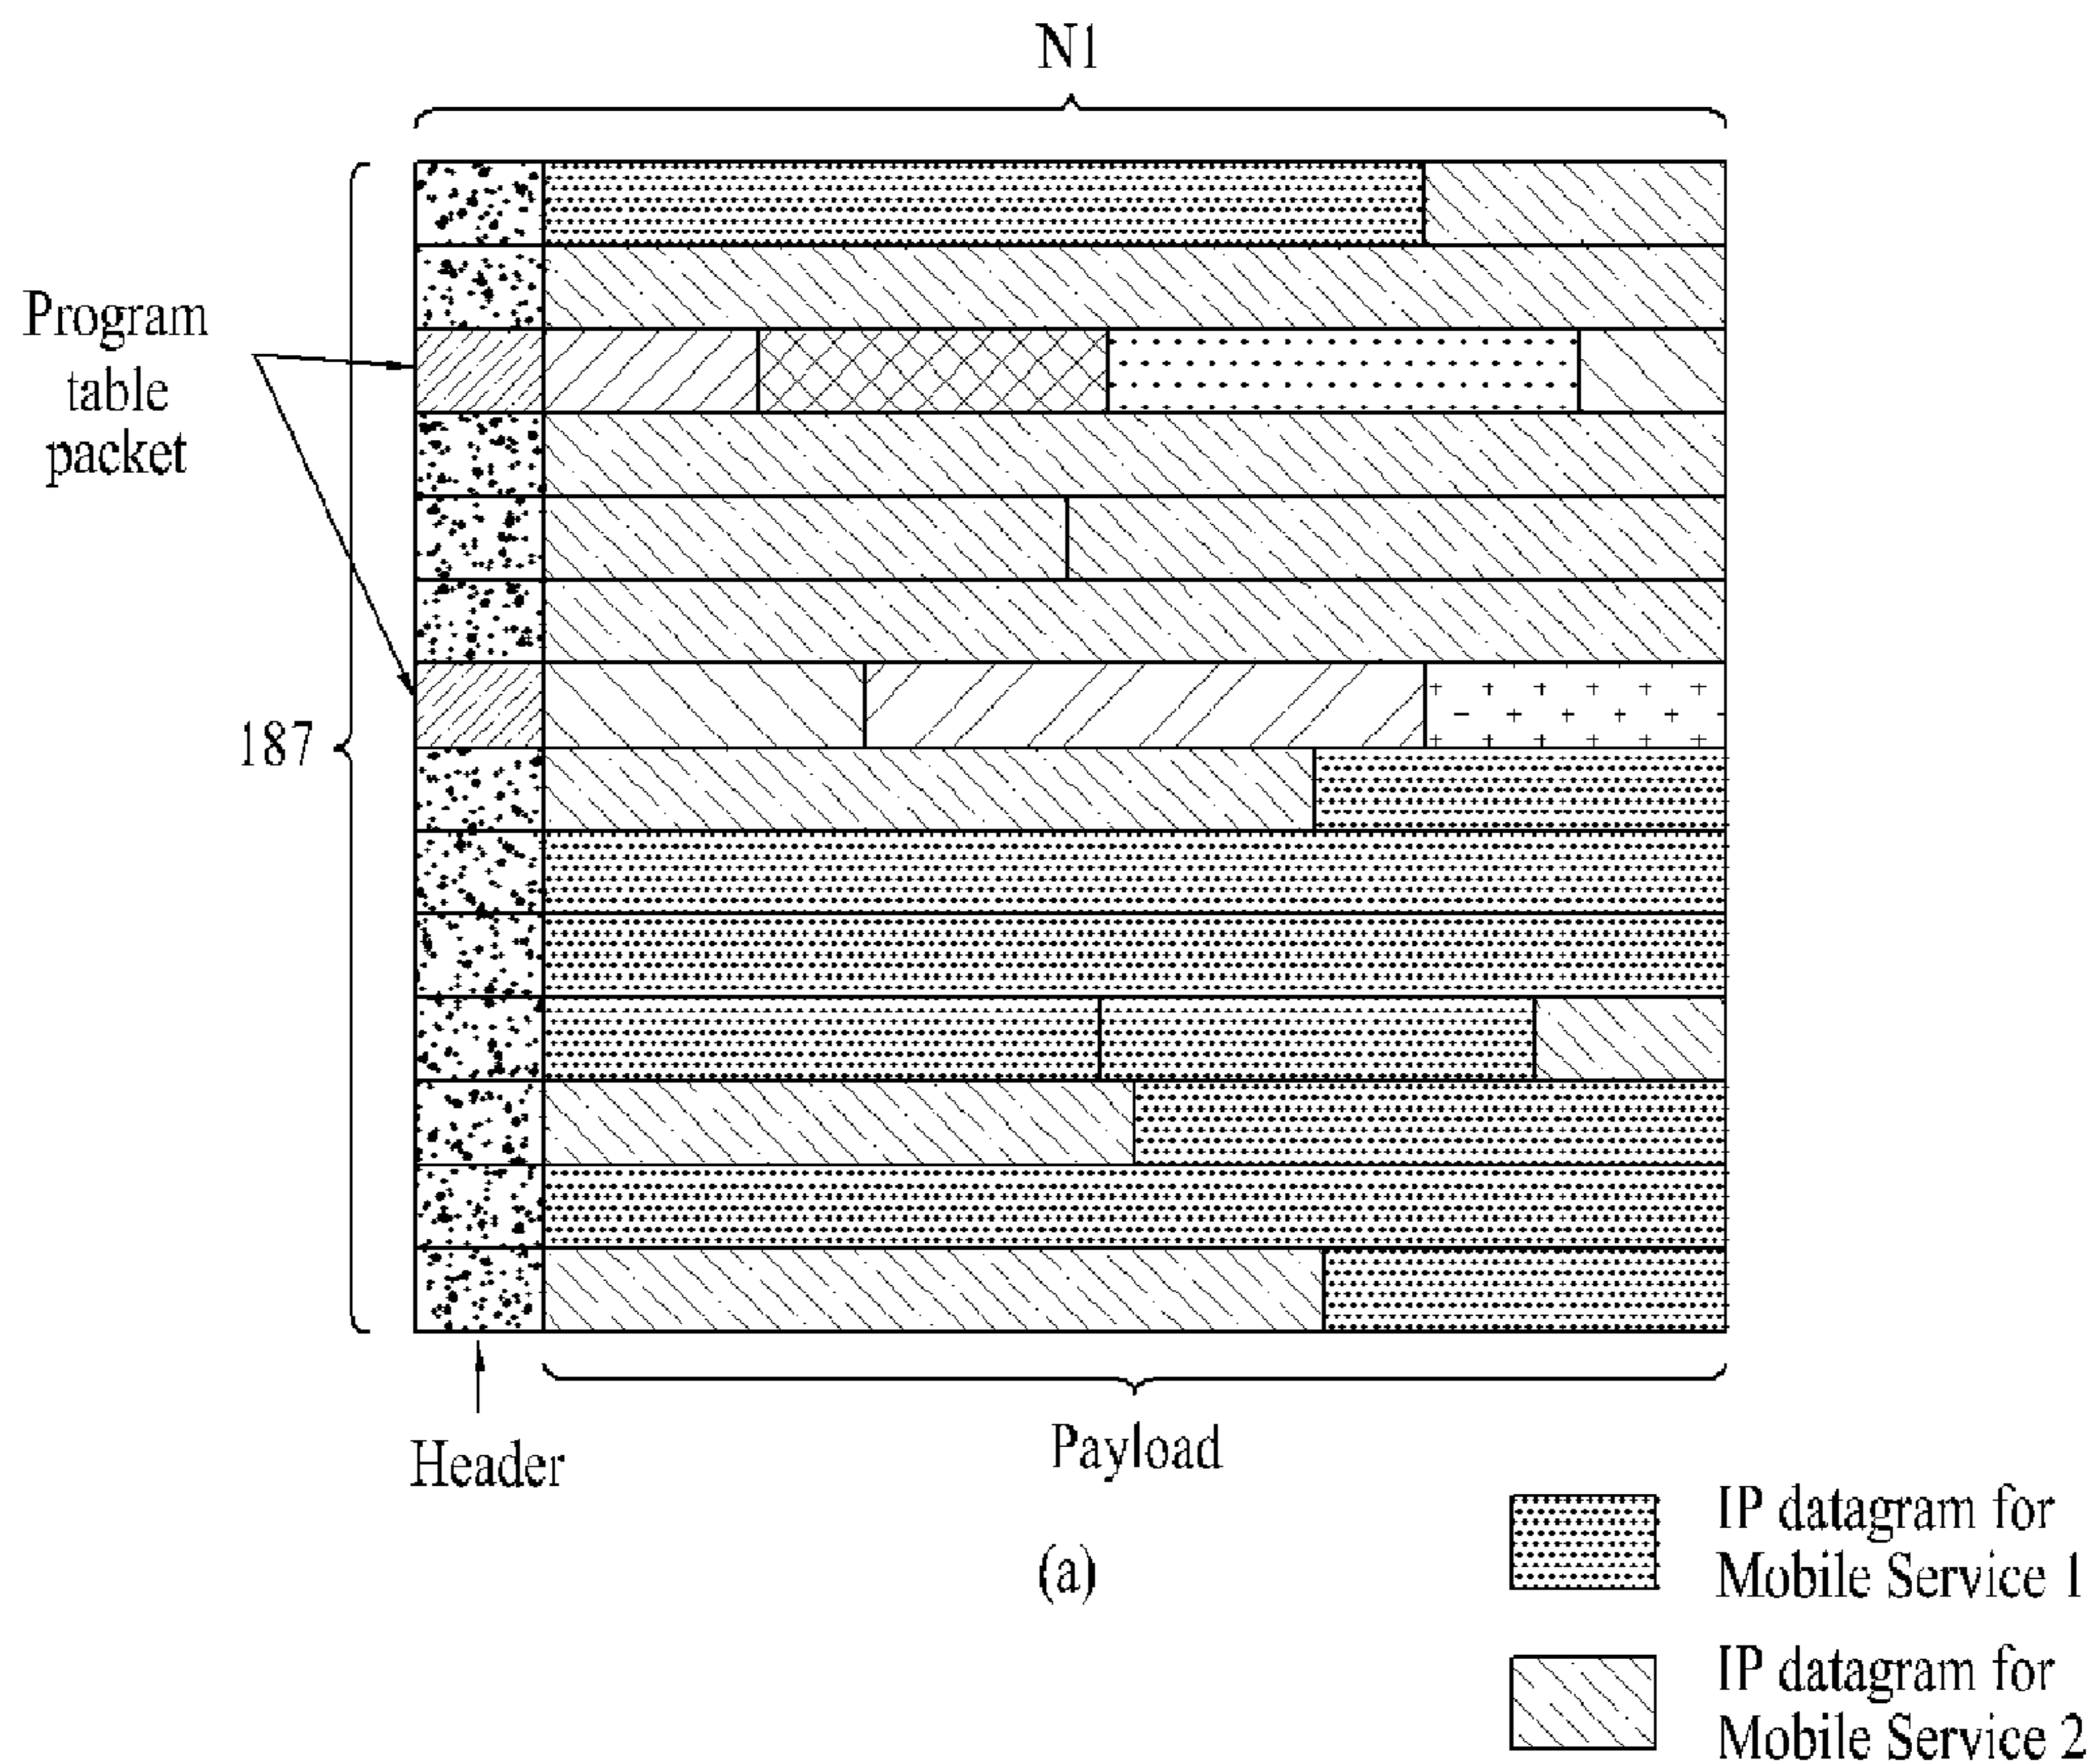 N1
Program
table
packet
187
Header
Payload
(a)
IP datagram for
Mobile Service 1
IP datagram for
Mobile Service 2